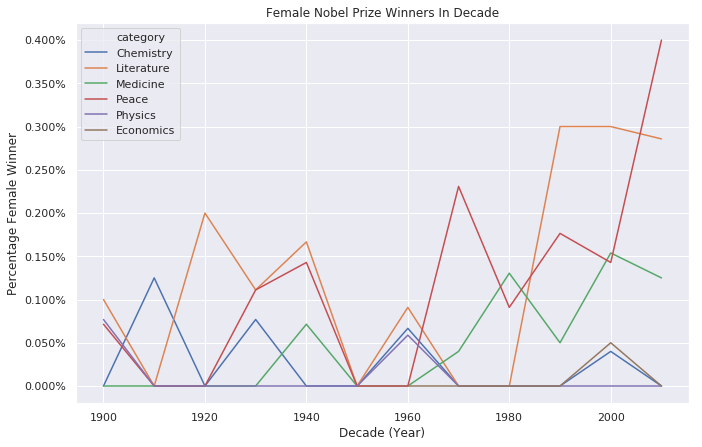 Female Nobel Prize Winners In Decade
category
Chemistry
Literature
Medicine
Peace
Physics
Economics
0.400%
0.350%
0.300%
0.250%
0.200%
0.150%
0.100%
0.050%
0.000%
Percentage Female Winner
1900 1920 1940 1960 1980 2000
Decade (Year)